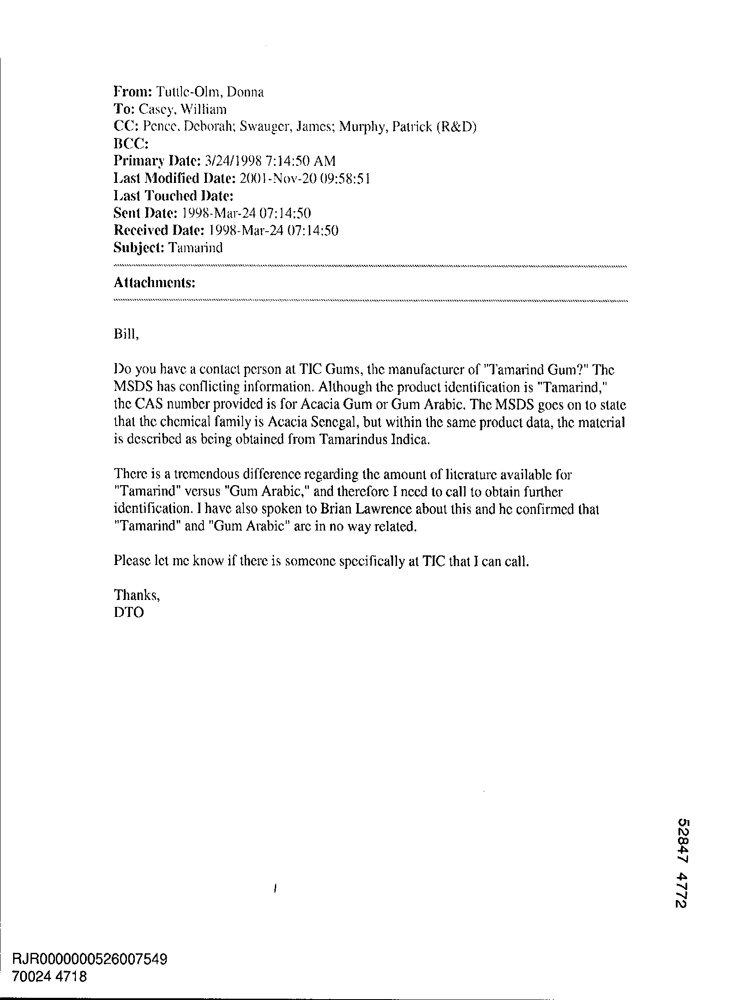 From: Tuttle-Olm, Donna
To: Casey, William
CC: Pence, Deborah; Swauger, James; Murphy, Patrick (R&D)
BCC:
Primary Date: 3/24/1998 7:14:50 AM
Last Modified Date: 2001-Nov-20 09:58:51
Last Touched Date:
Sent Date: 1998-Mar-24 07:14:50
Received Date: 1998-Mar-24 07:14:50
Subject: Tamarind
Attachments:
Bill,
Do you have a contact person at TIC Gums, the manufacturer of "Tamarind Gum?" The
MSDS has conflicting information. Although the product identification is "Tamarind,"
the CAS number provided is for Acacia Gum or Gum Arabic. The MSDS goes on to state
that the chemical family is Acacia Senegal, but within the same product data, the material
is described as being obtained from Tamarindus Indica.
There is a tremendous difference regarding the amount of literature available for
"Tamarind" versus "Gum Arabic," and therefore I need to call to obtain further
identification. I have also spoken to Brian Lawrence about this and he confirmed that
"Tamarind" and "Gum Arabic" are in no way related.
Please let me know if there is someone specifically at TIC that I can call.
Thanks,
DTO
52847 4772
1
RJR0000000526007549
70024 4718